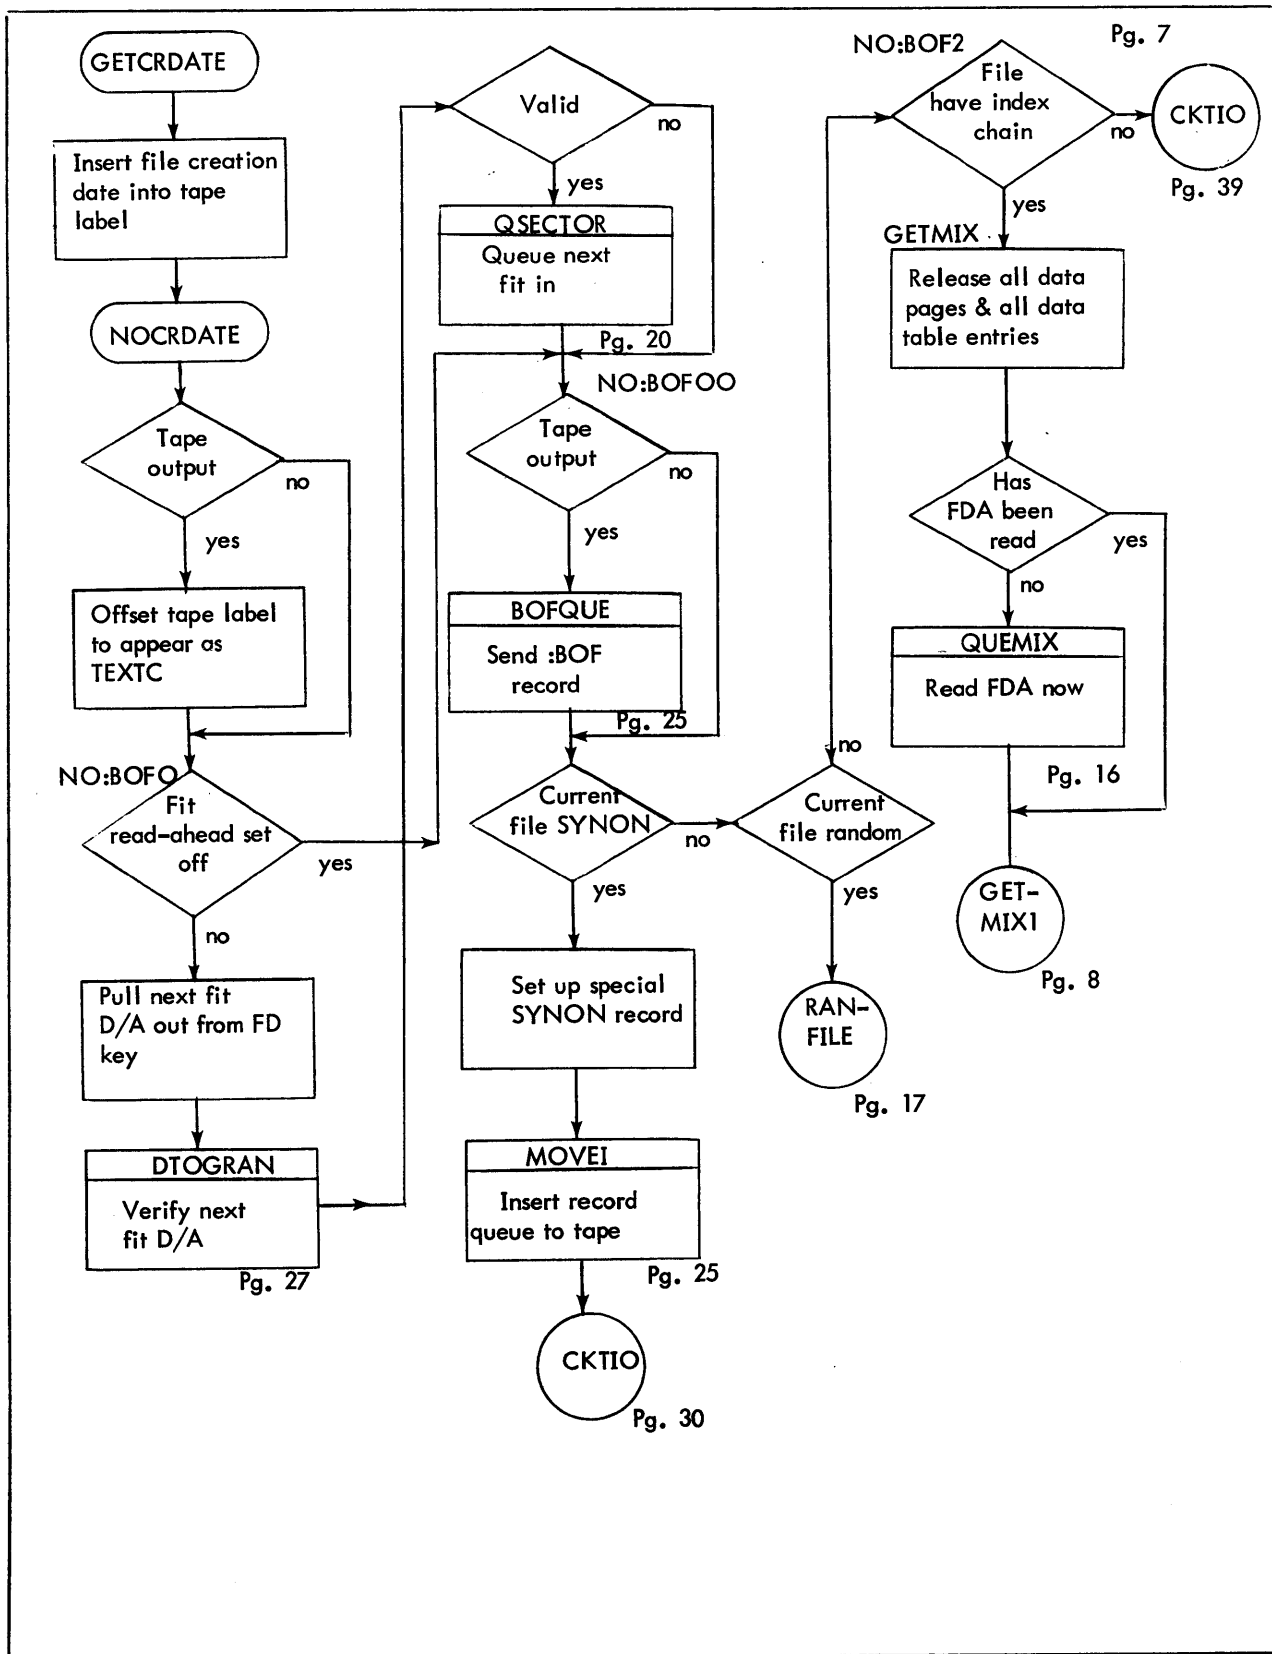 GETCRDATE
Insert file creation
date into tape
label
NOCRDATE
Tape
output
no
yes
Offset tape label
to appear as
TEXTC
NO:BOFO
Fit
read-ahead set
off
yes
no
Pull next fit
D/A out from FD
key
DTOGRAN
Verify next
fit D/A
Pg. 27
Valid
no
yes
QSECTOR
Queue next
fit in
Pg. 20
NO:BOFOO
Tape
output
no
yes
BOFQUE
Send :BOF
record
Pg. 25
Current
file SYNON
no
yes
Set up special
SYNON record
MOVEI
Insert record
queue to tape
Pg. 25
CKTIO
Pg. 30
no
Current
file random
yes
RAN-
FILE
Pg. 17
Pg. 7
NO:BOF2
File
have index
chain
no
CKTIO
Pg. 39
yes
GETMIX
Release all data
pages & all data
table entries
Has
FDA been
read
yes
no
QUEMIX
Read FDA now
Pg. 16
GET-
MIX1
Pg. 8